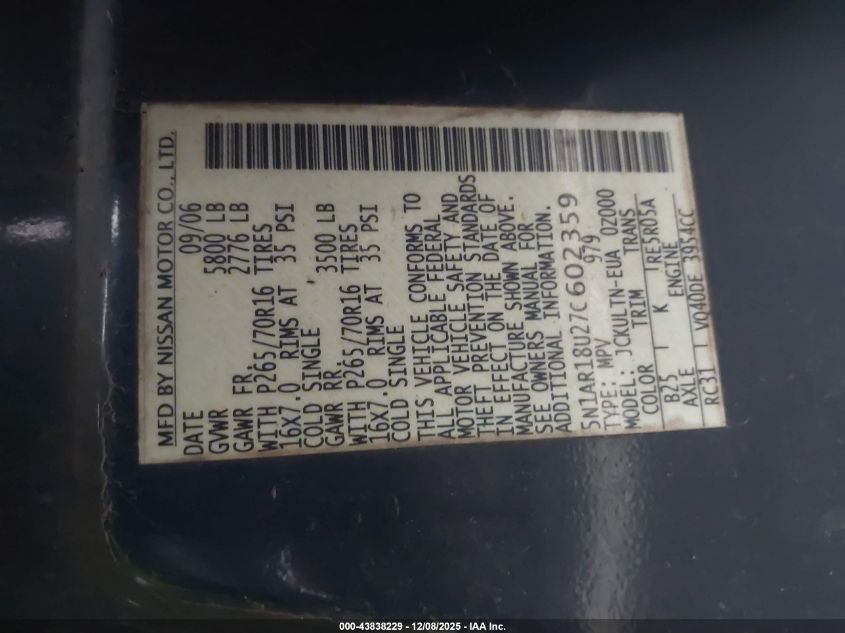 MFD BY NISSAN MOTOR CO., LTD.
DATE 09/06
GVWR 5800 LB
GAWR FR. 2776 LB
WITH P265/70R16 TIRES
16X7.0 RIMS AT 35 PSI
COLD SINGLE
GAWR RR. 3500 LB
WITH P265/70R16 TIRES
16X7.0 RIMS AT 35 PSI
COLD SINGLE
THIS VEHICLE CONFORMS TO
ALL APPLICABLE FEDERAL
MOTOR VEHICLE SAFETY AND
THEFT PREVENTION STANDARDS
IN EFFECT ON THE DATE OF
MANUFACTURE SHOWN ABOVE.
SEE OWNERS MANUAL FOR
ADDITIONAL INFORMATION.
5N1AR18U27C602359
TYPE: MPV 979
MODEL: JCKULTN-EUA 02000
COLOR TRIM TRANS
B25 K RE5R05A
AXLE ENGINE
RC31 VQ40DE 3954CC
000-43838229 - 12/08/2025 - IAA Inc.